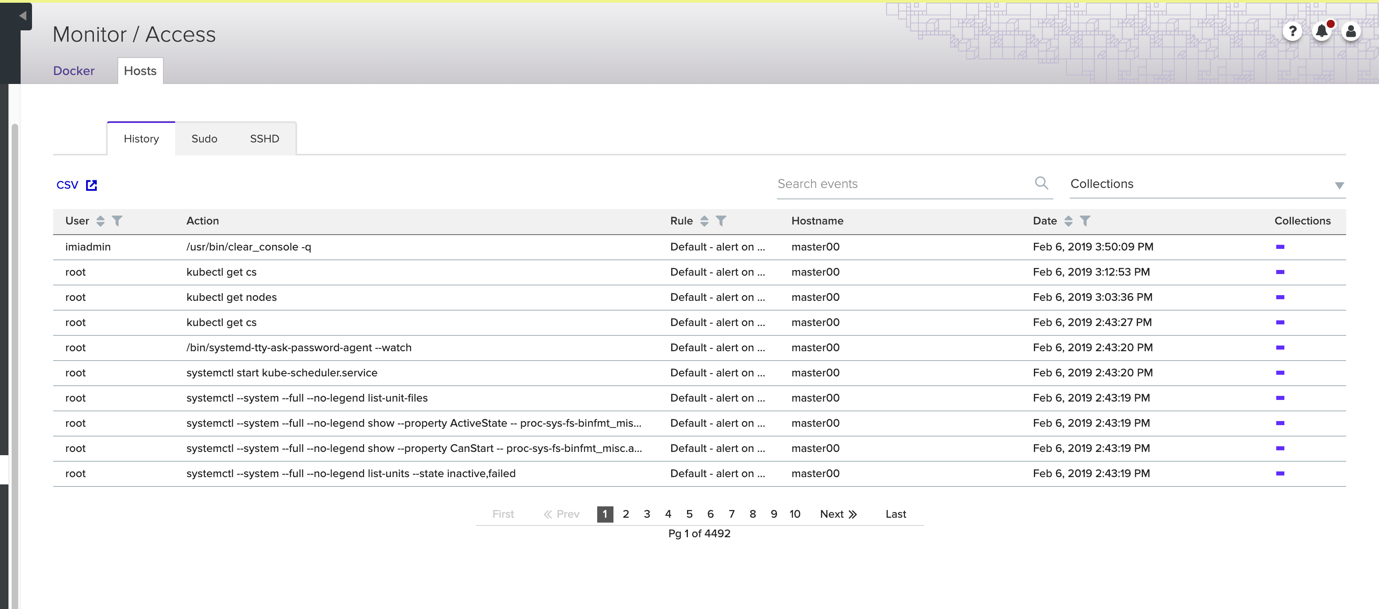 Monitor / Access
Docker Hosts
History Sudo SSHD
CSV Search events Collections
User Action Rule Hostname Date Collections
imiadmin /usr/bin/clear_console -q Default - alert on ... master00 Feb 6, 2019 3:50:09 PM
root kubectl get cs Default - alert on ... master00 Feb 6, 2019 3:12:53 PM
root kubectl get nodes Default - alert on ... master00 Feb 6, 2019 3:03:36 PM
root kubectl get cs Default - alert on ... master00 Feb 6, 2019 2:43:27 PM
root /bin/systemd-tty-ask-password-agent --watch Default - alert on ... master00 Feb 6, 2019 2:43:20 PM
root systemctl start kube-scheduler.service Default - alert on ... master00 Feb 6, 2019 2:43:20 PM
root systemctl --system --full --no-legend list-unit-files Default - alert on ... master00 Feb 6, 2019 2:43:19 PM
root systemctl --system --full --no-legend show --property ActiveState -- proc-sys-fs-binfmt_mis... Default - alert on ... master00 Feb 6, 2019 2:43:19 PM
root systemctl --system --full --no-legend show --property CanStart -- proc-sys-fs-binfmt_misc.a... Default - alert on ... master00 Feb 6, 2019 2:43:19 PM
root systemctl --system --full --no-legend list-units --state inactive,failed Default - alert on ... master00 Feb 6, 2019 2:43:19 PM
First « Prev 1 2 3 4 5 6 7 8 9 10 Next » Last
Pg 1 of 4492